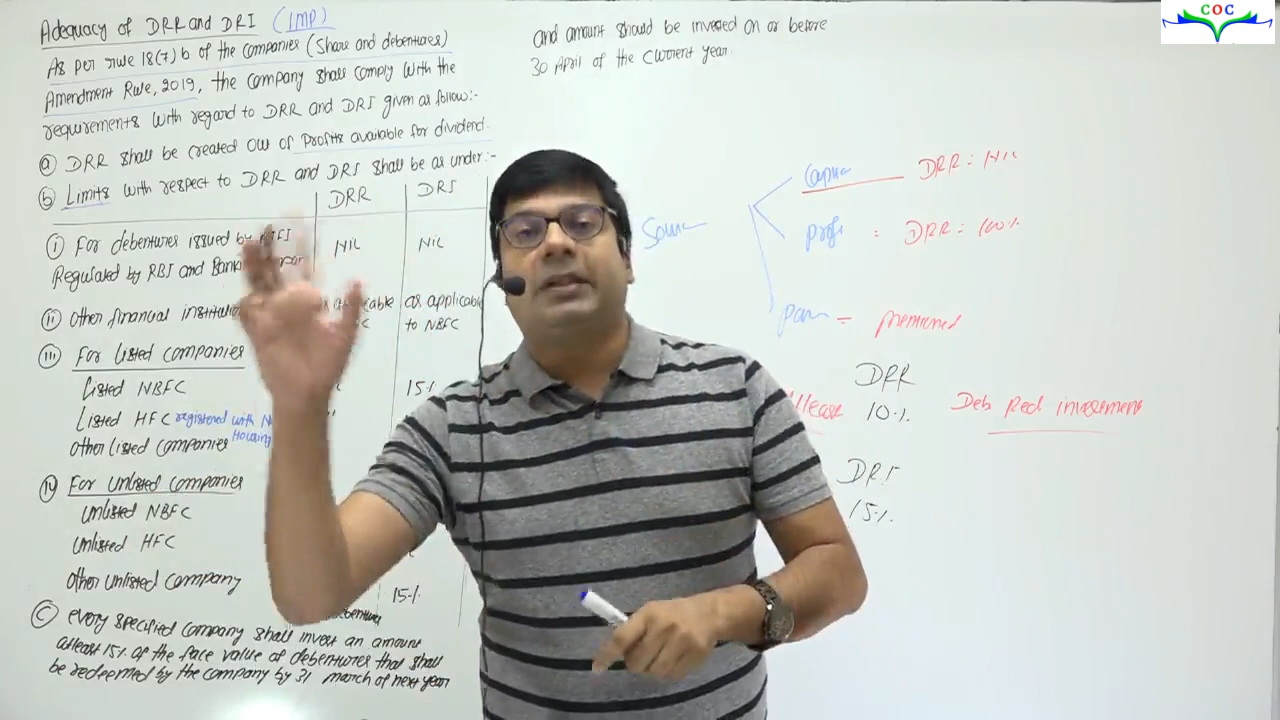 Adequacy of DRR and DRI (IMP)
As per rule 18(7) b of the companies (Share and debentures)
Amendment Rule, 2019, the company shall comply with the
requirements with regard to DRR and DRI given as follow:-
(a) DRR shall be created out of Profits available for dividend.
(b) Limits with respect to DRR and DRI shall be as under:-
DRR DRI
(i) For debentures issued by
Regulated by RBI and
Nil Nil
(ii) Other financial
as applicable
to NBFC
(iii) For listed companies
Listed NBFC
15%
Listed HFC registered with
Housing
Other listed companies
(iv) For Unlisted companies
Unlisted NBFC
Unlisted HFC
Other Unlisted company
15%
(c) every specified company shall invest an amount
atleast 15% of the face value of debentures that shall
be redeemed by the company by 31 march of next year
and amount should be invested on or before
30 April of the current year.
DRR = Nil
DRR = 100%
=
DRR
10%
Deb Red investment
DRI
15%
COC